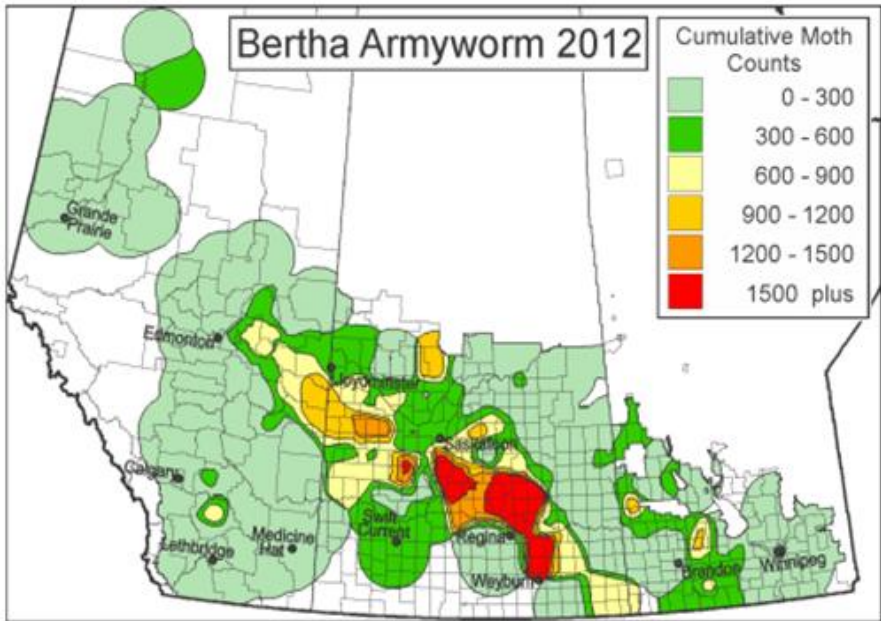 Bertha Armyworm 2012
Cumulative Moth
Counts
0 - 300
300 - 600
600 - 900
900 - 1200
1200 - 1500
1500 plus
Grande
Prairie
Edmonton
Lloydminster
Saskatoon
Calgary
Swift
Current
Medicine
Hat
Lethbridge
Regina
Weyburn
Brandon
Winnipeg